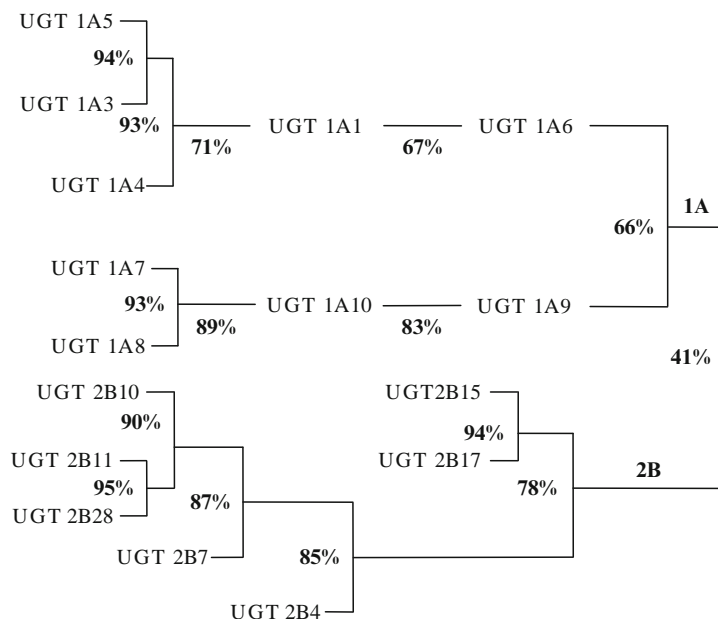 UGT 1A5
94%
UGT 1A3
93%
UGT 1A1
UGT 1A6
71%
67%
UGT 1A4
1A
66%
UGT 1A7
93%
UGT 1A10
UGT 1A9
89%
83%
UGT 1A8
41%
UGT 2B10
UGT2B15
90%
94%
UGT 2B11
UGT 2B17
2B
95%
78%
87%
UGT 2B28
UGT 2B7
85%
UGT 2B4